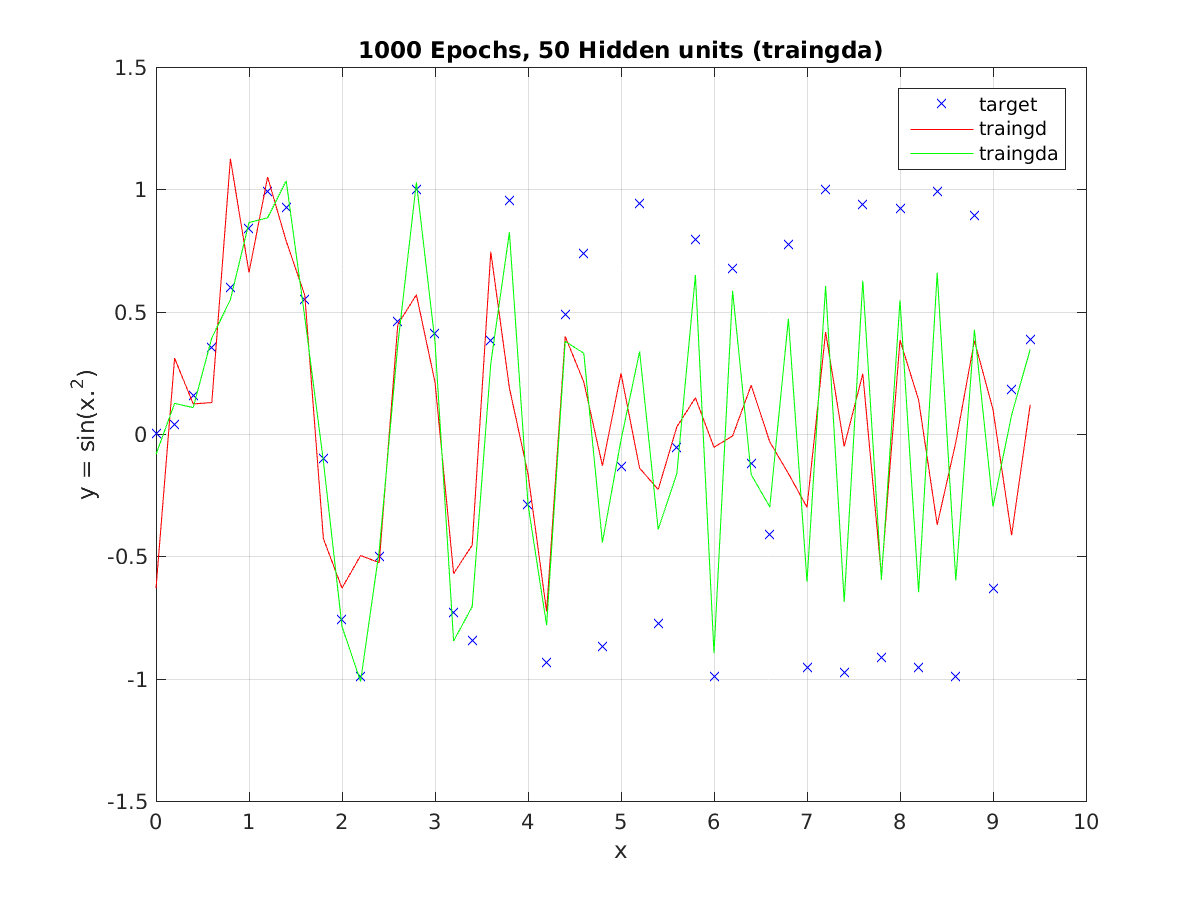 1000 Epochs, 50 Hidden units (traingda)
target
traingd
traingda
1.5
1
0.5
0
-0.5
-1
-1.5
y = sin(x.²)
0 1 2 3 4 5 6 7 8 9 10
x